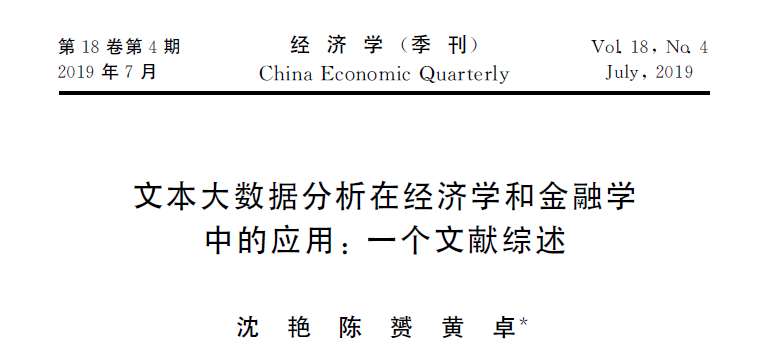 第 18 卷第 4 期
经 济 学 (季 刊)
Vol. 18, No. 4
2019 年 7 月
China Economic Quarterly
July, 2019
文本大数据分析在经济学和金融学
中的应用:一个文献综述
沈 艳 陈 赟 黄 卓*